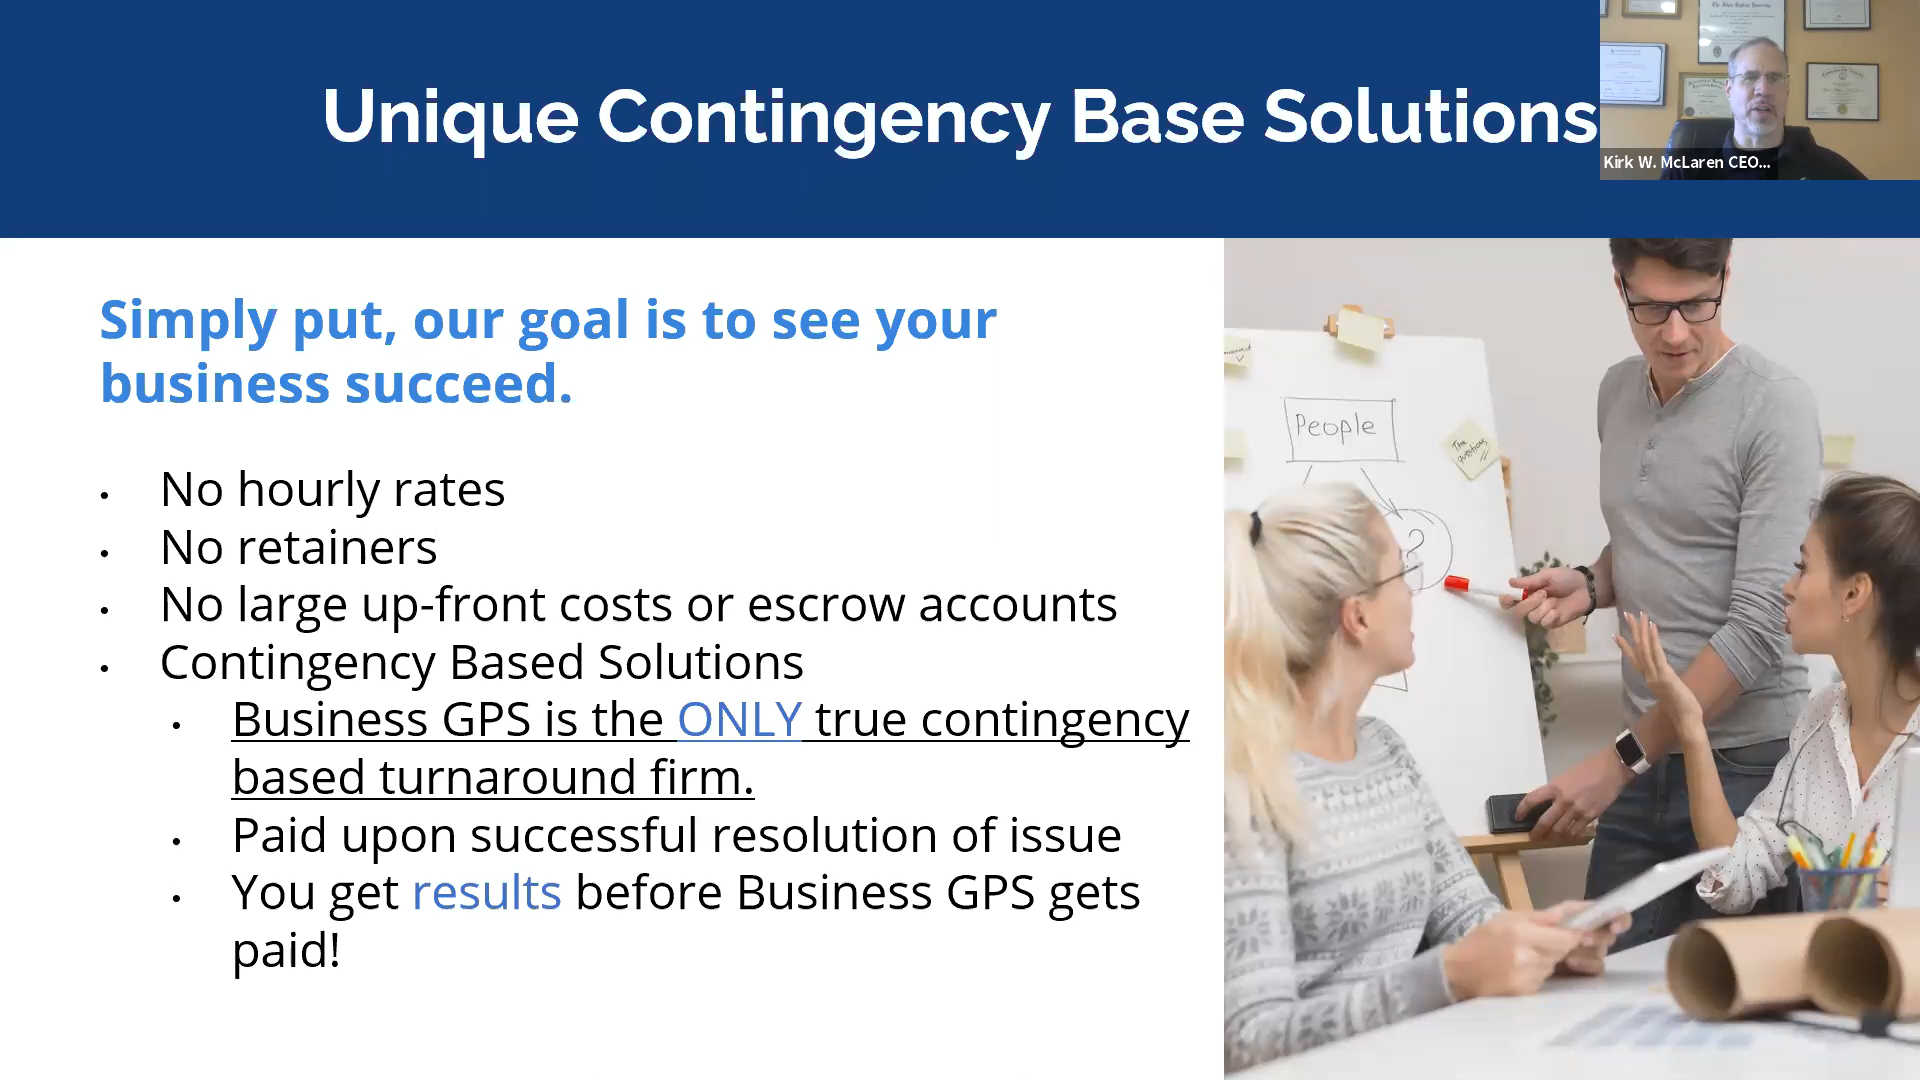 Unique Contingency Base Solutions
Kirk W. McLaren CEO...
Simply put, our goal is to see your
business succeed.
• No hourly rates
• No retainers
• No large up-front costs or escrow accounts
• Contingency Based Solutions
• Business GPS is the ONLY true contingency
based turnaround firm.
• Paid upon successful resolution of issue
• You get results before Business GPS gets
paid!
People
The
questions
?